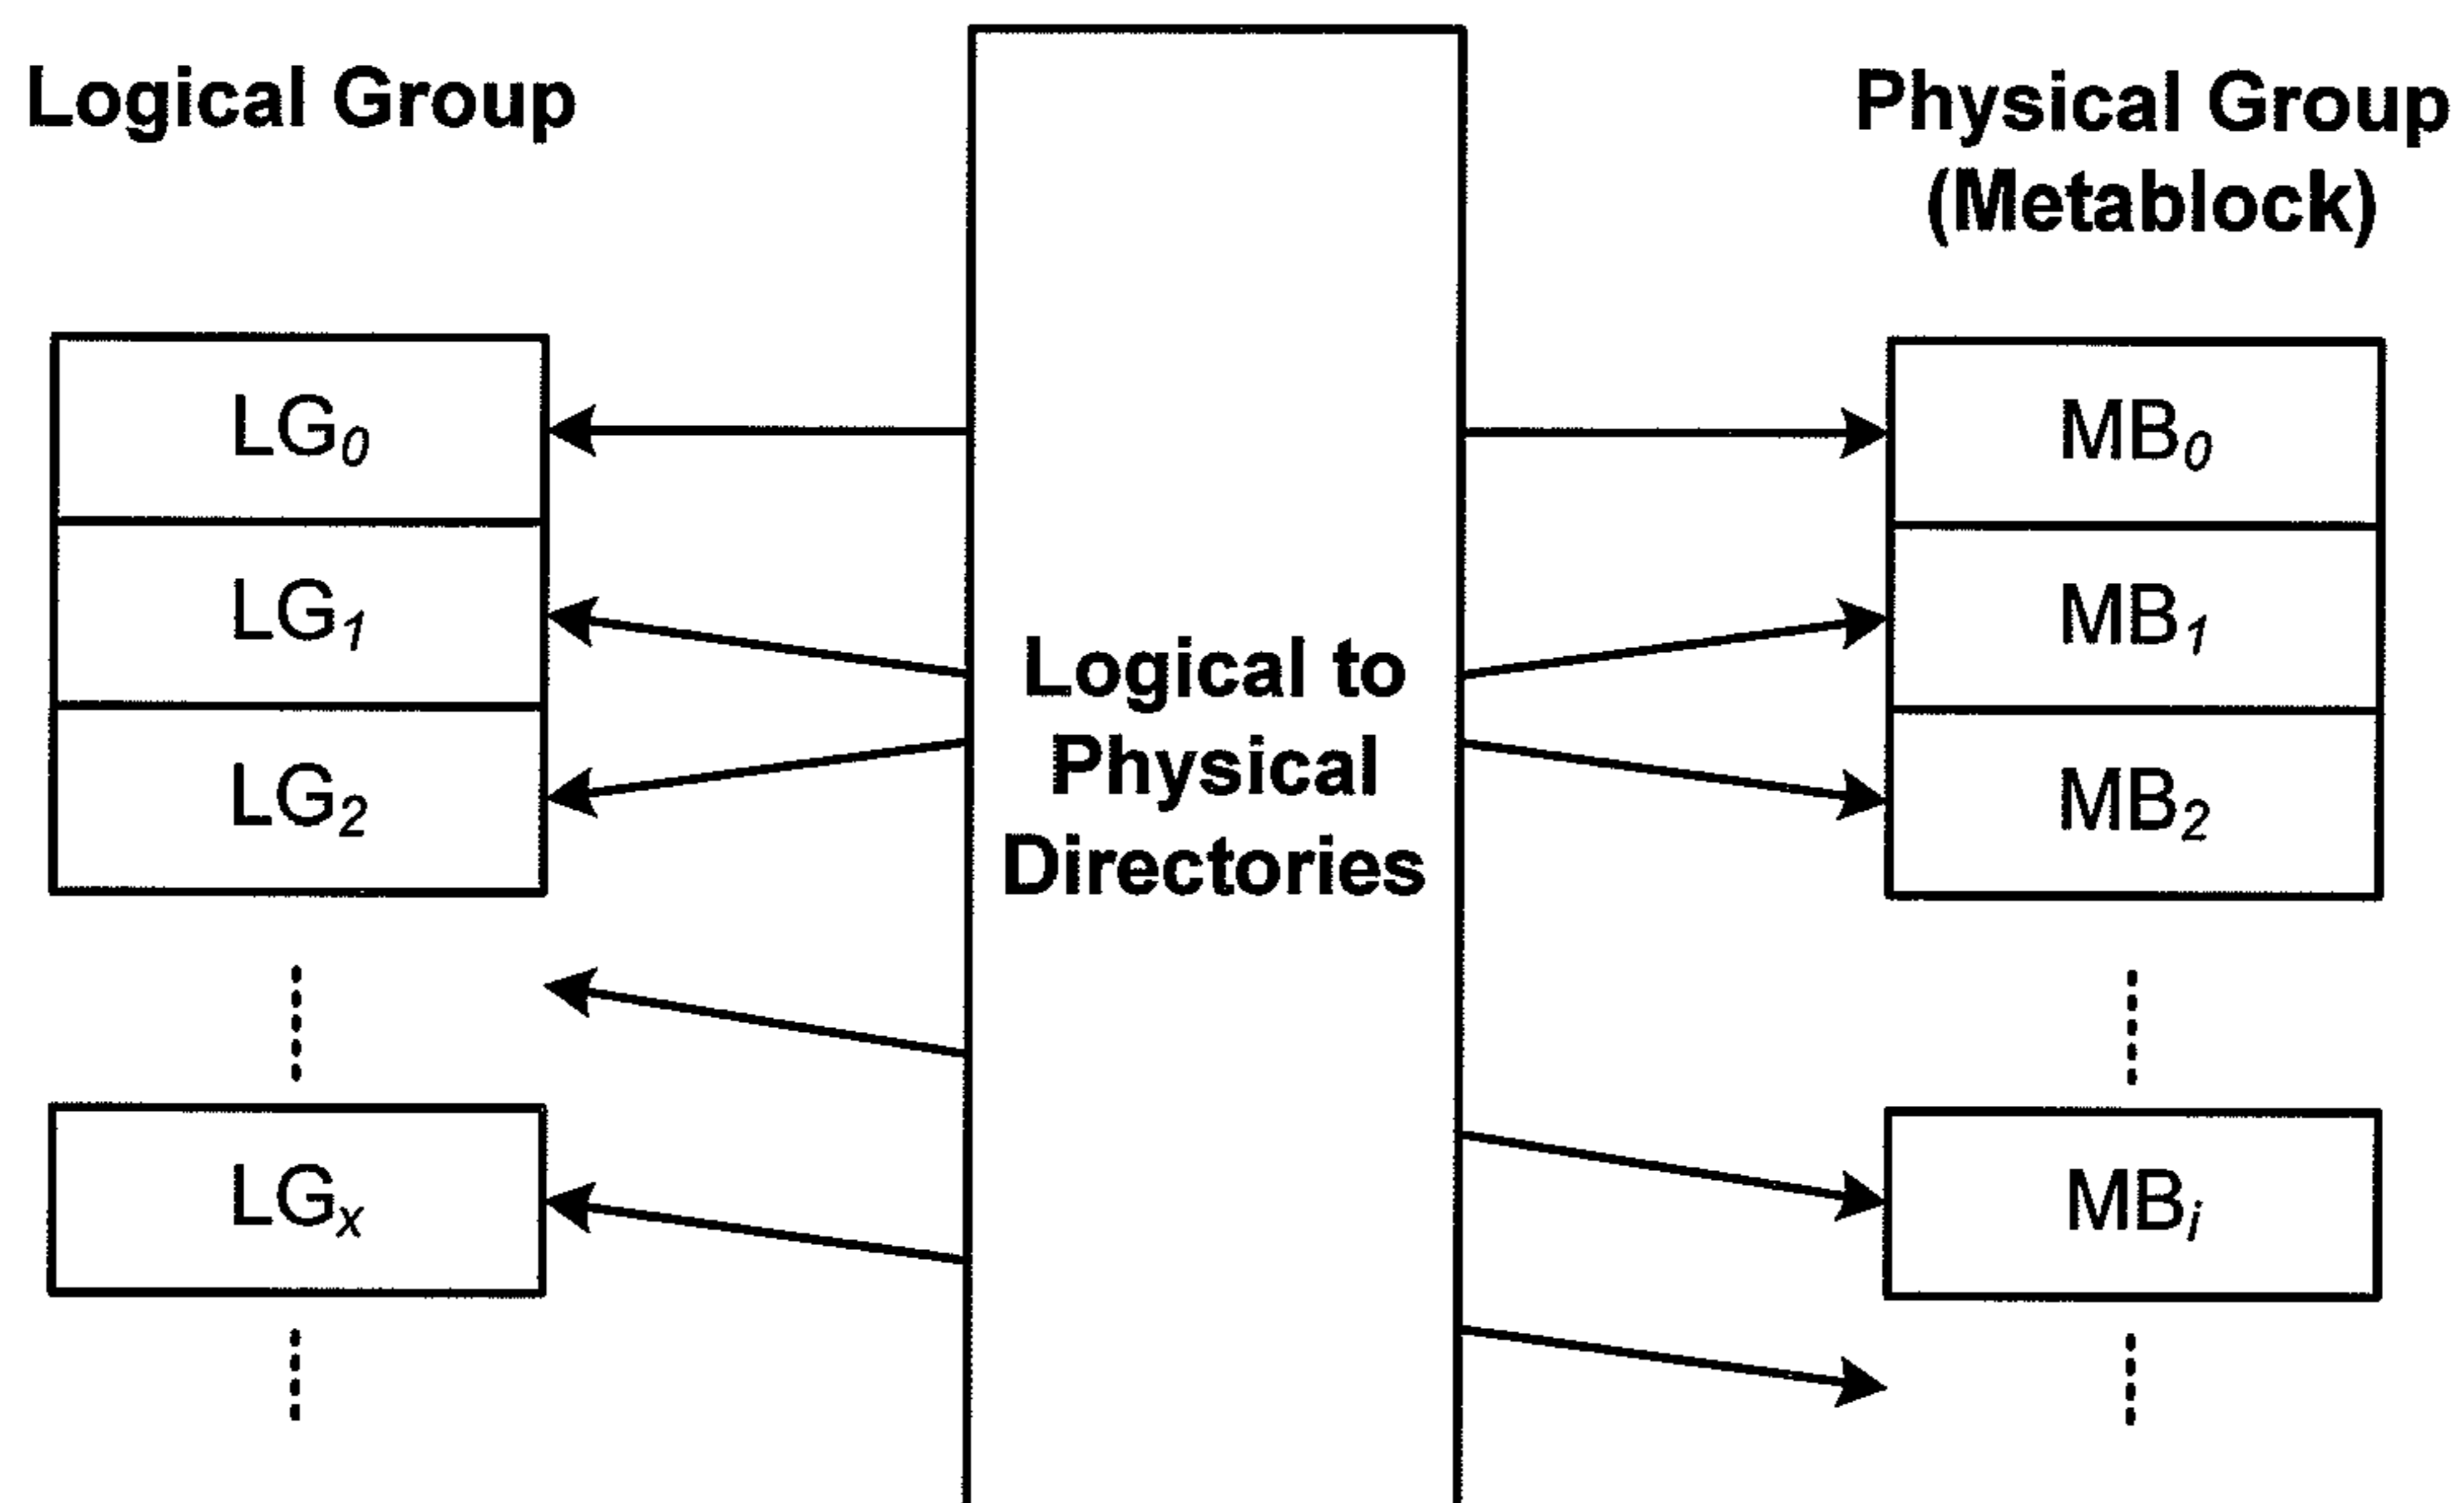 Logical Group
Physical Group
(Metablock)
LG0
LG1
LG2
LGx
Logical to
Physical
Directories
MB0
MB1
MB2
MBi